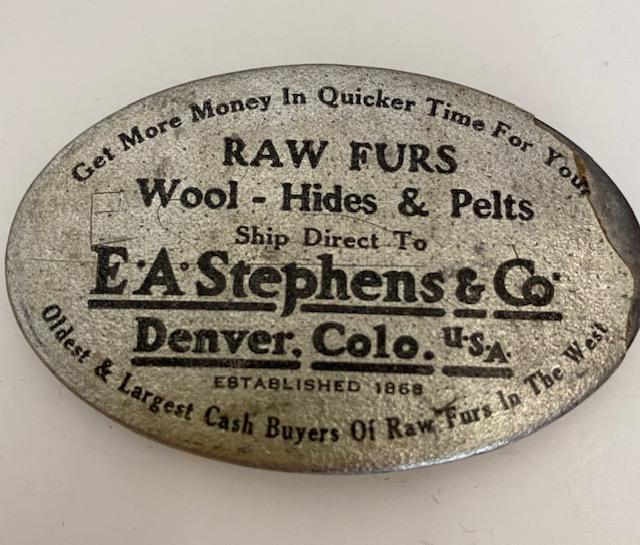 Get More Money In Quicker Time For Your
RAW FURS
Wool - Hides & Pelts
Ship Direct To
E·A·Stephens & Co·
Denver, Colo. U.S.A.
ESTABLISHED 1868
Oldest & Largest Cash Buyers Of Raw Furs In The West